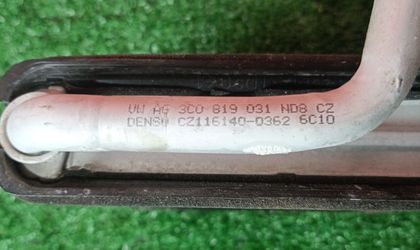 VW AG 3C0 819 031 ND8 CZ
DENSO CZ116140-0362 6C10